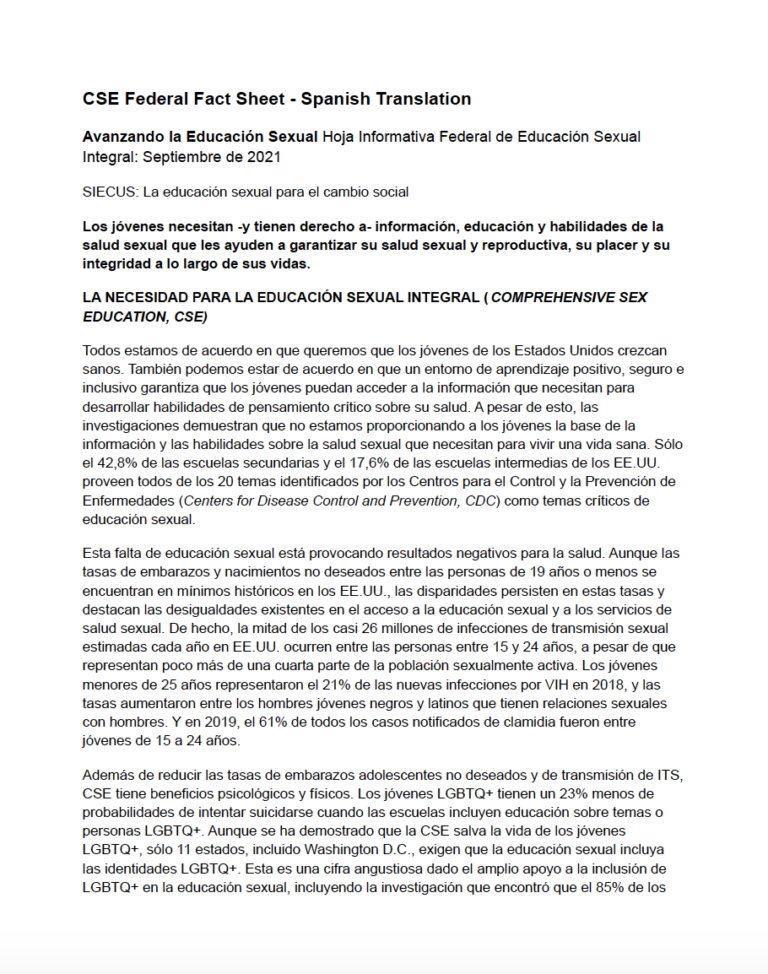 CSE Federal Fact Sheet - Spanish Translation
Avanzando la Educación Sexual Hoja Informativa Federal de Educación Sexual
Integral: Septiembre de 2021
SIECUS: La educación sexual para el cambio social
Los jóvenes necesitan -y tienen derecho a- información, educación y habilidades de la
salud sexual que les ayuden a garantizar su salud sexual y reproductiva, su placer y su
integridad a lo largo de sus vidas.
LA NECESIDAD PARA LA EDUCACIÓN SEXUAL INTEGRAL ( COMPREHENSIVE SEX
EDUCATION, CSE)
Todos estamos de acuerdo en que queremos que los jóvenes de los Estados Unidos crezcan
sanos. También podemos estar de acuerdo en que un entorno de aprendizaje positivo, seguro e
inclusivo garantiza que los jóvenes puedan acceder a la información que necesitan para
desarrollar habilidades de pensamiento crítico sobre su salud. A pesar de esto, las
investigaciones demuestran que no estamos proporcionando a los jóvenes la base de la
información y las habilidades sobre la salud sexual que necesitan para vivir una vida sana. Sólo
el 42,8% de las escuelas secundarias y el 17,6% de las escuelas intermedias de los EE.UU.
proveen todos de los 20 temas identificados por los Centros para el Control y la Prevención de
Enfermedades (Centers for Disease Control and Prevention, CDC) como temas críticos de
educación sexual.
Esta falta de educación sexual está provocando resultados negativos para la salud. Aunque las
tasas de embarazos y nacimientos no deseados entre las personas de 19 años o menos se
encuentran en mínimos históricos en los EE.UU., las disparidades persisten en estas tasas y
destacan las desigualdades existentes en el acceso a la educación sexual y a los servicios de
salud sexual. De hecho, la mitad de los casi 26 millones de infecciones de transmisión sexual
estimadas cada año en EE.UU. ocurren entre las personas entre 15 y 24 años, a pesar de que
representan poco más de una cuarta parte de la población sexualmente activa. Los jóvenes
menores de 25 años representaron el 21% de las nuevas infecciones por VIH en 2018, y las
tasas aumentaron entre los hombres jóvenes negros y latinos que tienen relaciones sexuales
con hombres. Y en 2019, el 61% de todos los casos notificados de clamidia fueron entre
jóvenes de 15 a 24 años.
Además de reducir las tasas de embarazos adolescentes no deseados y de transmisión de ITS,
CSE tiene beneficios psicológicos y físicos. Los jóvenes LGBTQ+ tienen un 23% menos de
probabilidades de intentar suicidarse cuando las escuelas incluyen educación sobre temas o
personas LGBTQ+. Aunque se ha demostrado que la CSE salva la vida de los jóvenes
LGBTQ+, sólo 11 estados, incluido Washington D.C., exigen que la educación sexual incluya
las identidades LGBTQ+. Esta es una cifra angustiosa dado el amplio apoyo a la inclusión de
LGBTQ+ en la educación sexual, incluyendo la investigación que encontró que el 85% de los